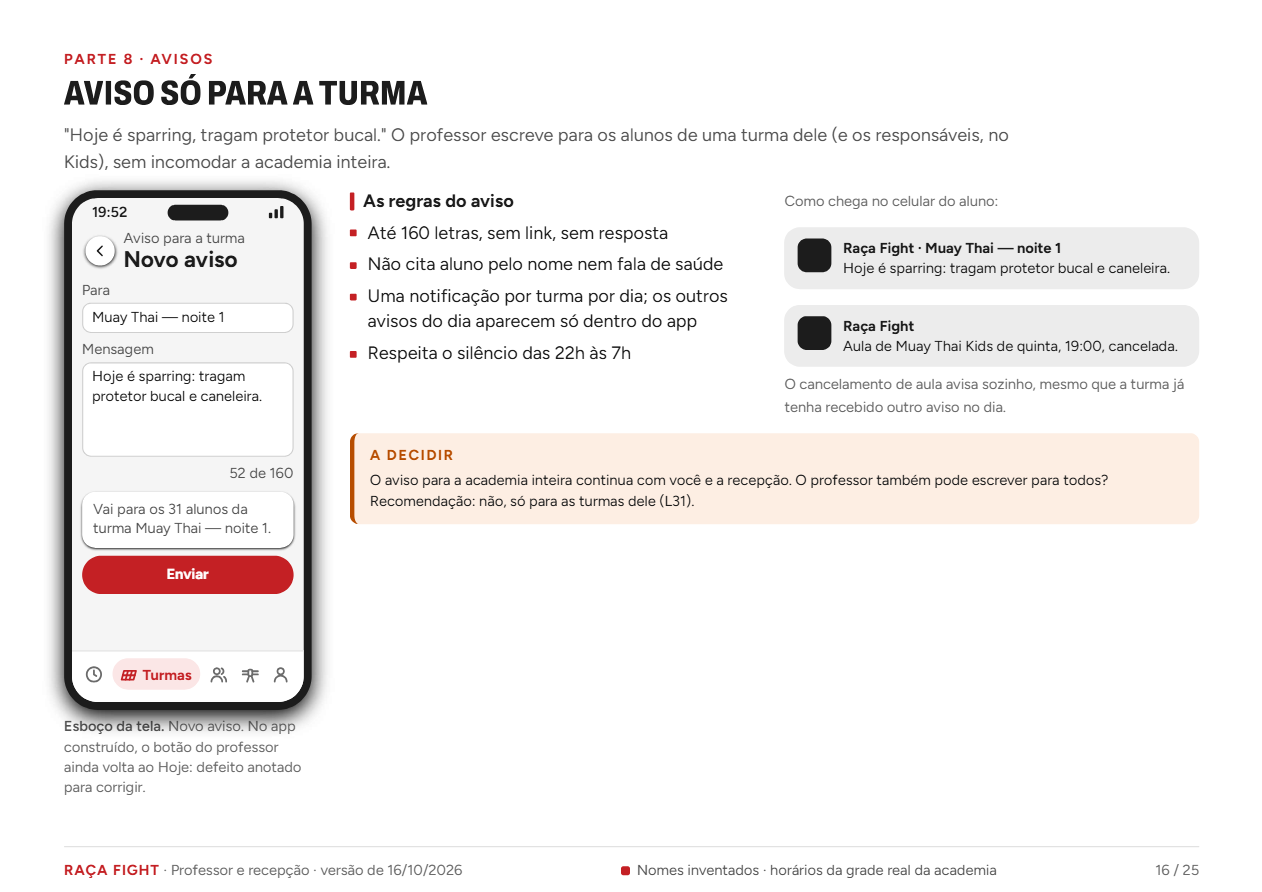 PARTE 8 · AVISOS
AVISO SÓ PARA A TURMA
"Hoje é sparring, tragam protetor bucal." O professor escreve para os alunos de uma turma dele (e os responsáveis, no
Kids), sem incomodar a academia inteira.
19:52
Aviso para a turma
Novo aviso
Para
Muay Thai — noite 1
Mensagem
Hoje é sparring: tragam
protetor bucal e caneleira.
52 de 160
Vai para os 31 alunos da
turma Muay Thai — noite 1.
Enviar
Turmas
Esboço da tela. Novo aviso. No app
construído, o botão do professor
ainda volta ao Hoje: defeito anotado
para corrigir.
As regras do aviso
Até 160 letras, sem link, sem resposta
Não cita aluno pelo nome nem fala de saúde
Uma notificação por turma por dia; os outros
avisos do dia aparecem só dentro do app
Respeita o silêncio das 22h às 7h
Como chega no celular do aluno:
Raça Fight · Muay Thai — noite 1
Hoje é sparring: tragam protetor bucal e caneleira.
Raça Fight
Aula de Muay Thai Kids de quinta, 19:00, cancelada.
O cancelamento de aula avisa sozinho, mesmo que a turma já
tenha recebido outro aviso no dia.
A DECIDIR
O aviso para a academia inteira continua com você e a recepção. O professor também pode escrever para todos?
Recomendação: não, só para as turmas dele (L31).
RAÇA FIGHT · Professor e recepção · versão de 16/10/2026
Nomes inventados · horários da grade real da academia
16 / 25